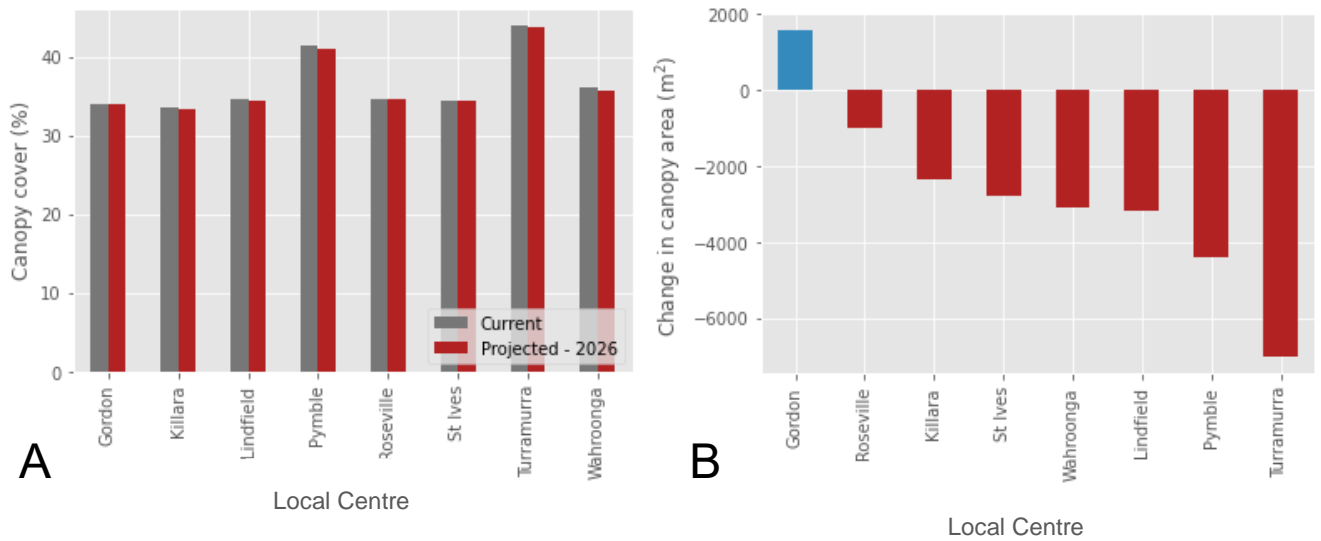 Canopy cover (%)
40
30
20
10
0
Current
Projected - 2026
Gordon
Killara
Lindfield
Pymble
Roseville
St Ives
Turramurra
Wahroonga
A
Local Centre
Change in canopy area (m²)
2000
0
−2000
−4000
−6000
Gordon
Roseville
Killara
St Ives
Wahroonga
Lindfield
Pymble
Turramurra
B
Local Centre